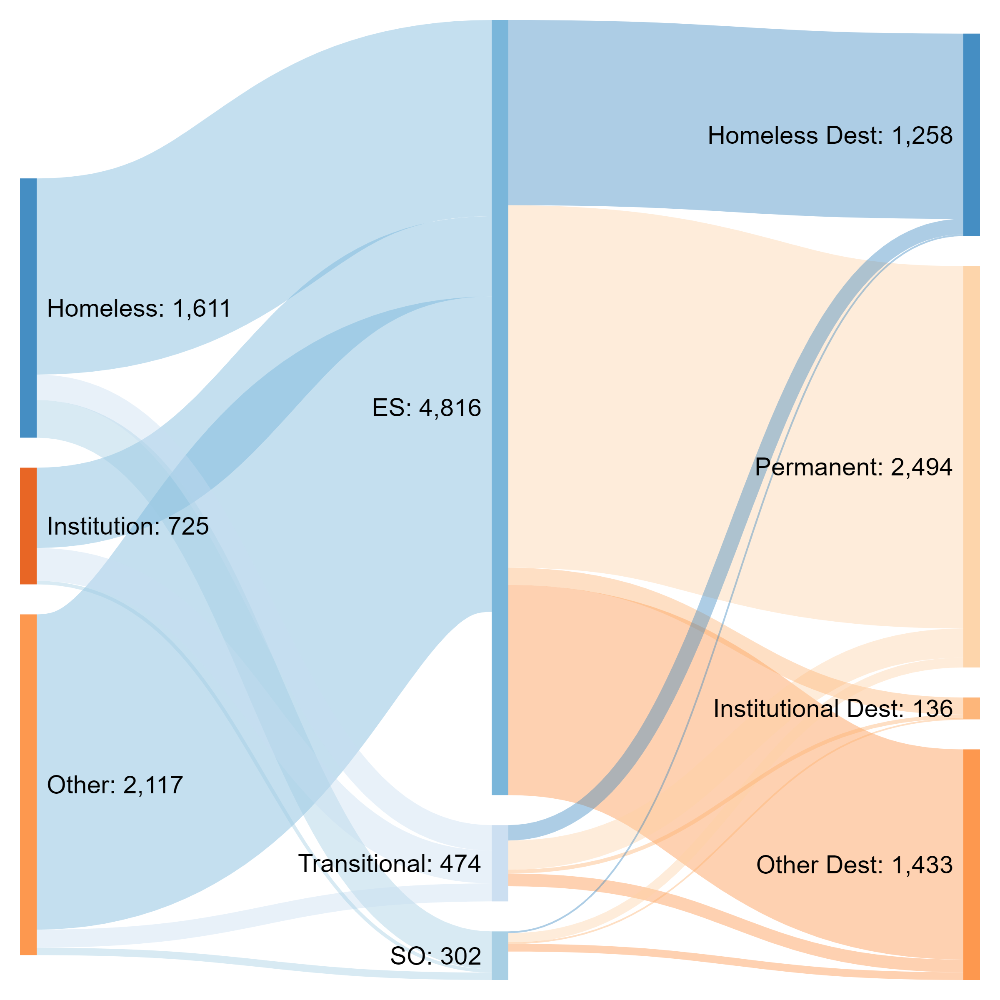 Homeless: 1,611
Institution: 725
Other: 2,117
ES: 4,816
Transitional: 474
SO: 302
Homeless Dest: 1,258
Permanent: 2,494
Institutional Dest: 136
Other Dest: 1,433